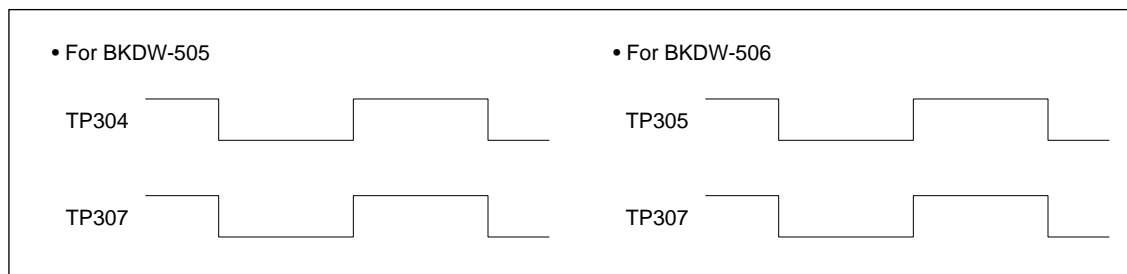 • For BKDW-505
TP304
TP307
• For BKDW-506
TP305
TP307